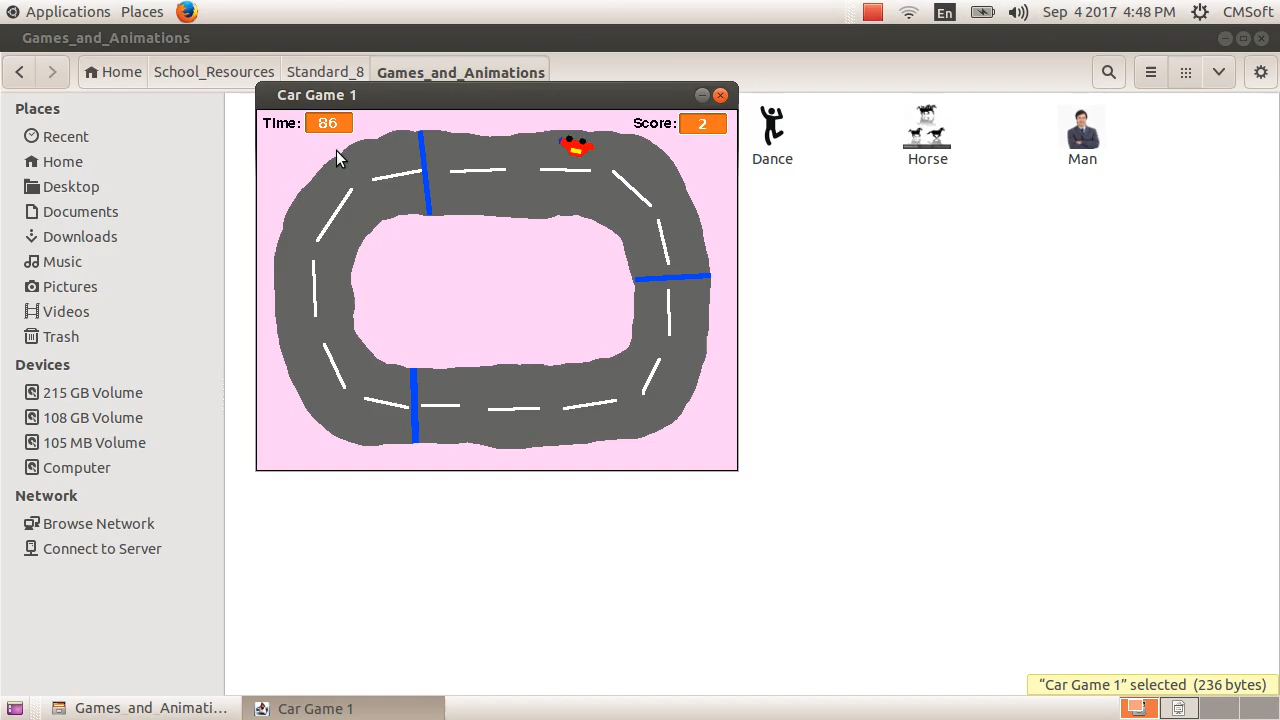 Applications Places En Sep 4 2017 4:48 PM CMSoft
Games_and_Animations
Home School_Resources Standard_8 Games_and_Animations
Places
Recent
Home
Desktop
Documents
Downloads
Music
Pictures
Videos
Trash
Devices
215 GB Volume
108 GB Volume
105 MB Volume
Computer
Network
Browse Network
Connect to Server
Car Game 1
Time: 86 Score: 2
Dance Horse Man
“Car Game 1” selected (236 bytes)
Games_and_Animati... Car Game 1